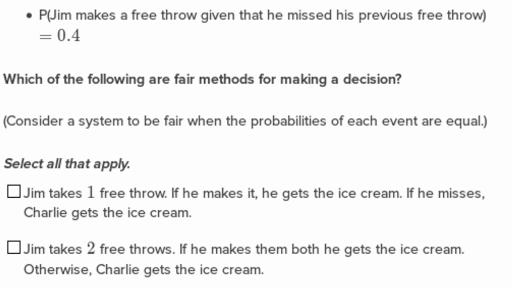 • P(Jim makes a free throw given that he missed his previous free throw)
= 0.4
Which of the following are fair methods for making a decision?
(Consider a system to be fair when the probabilities of each event are equal.)
Select all that apply.
Jim takes 1 free throw. If he makes it, he gets the ice cream. If he misses,
Charlie gets the ice cream.
Jim takes 2 free throws. If he makes them both he gets the ice cream.
Otherwise, Charlie gets the ice cream.